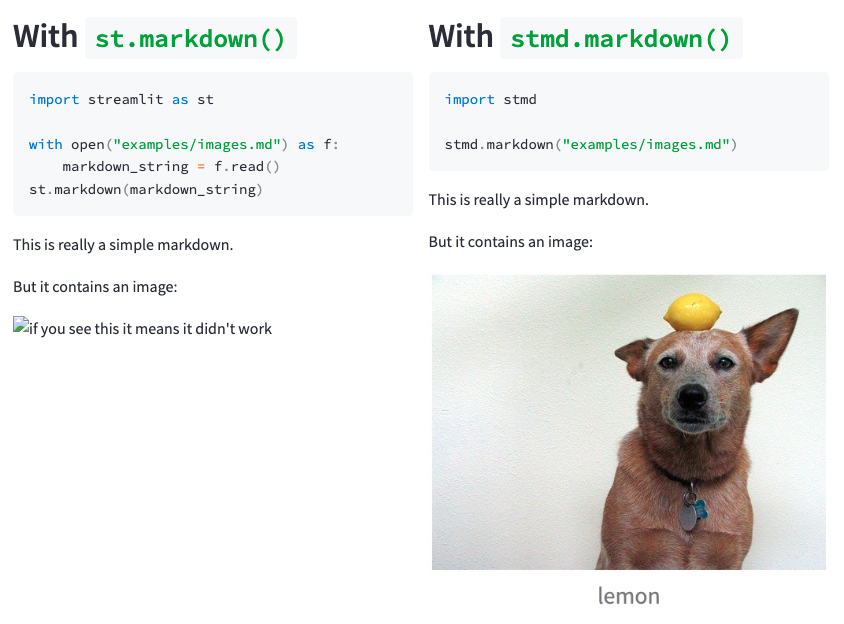 With st.markdown()
import streamlit as st
with open("examples/images.md") as f:
    markdown_string = f.read()
st.markdown(markdown_string)
This is really a simple markdown.
But it contains an image:
if you see this it means it didn't work
With stmd.markdown()
import stmd
stmd.markdown("examples/images.md")
This is really a simple markdown.
But it contains an image:
lemon